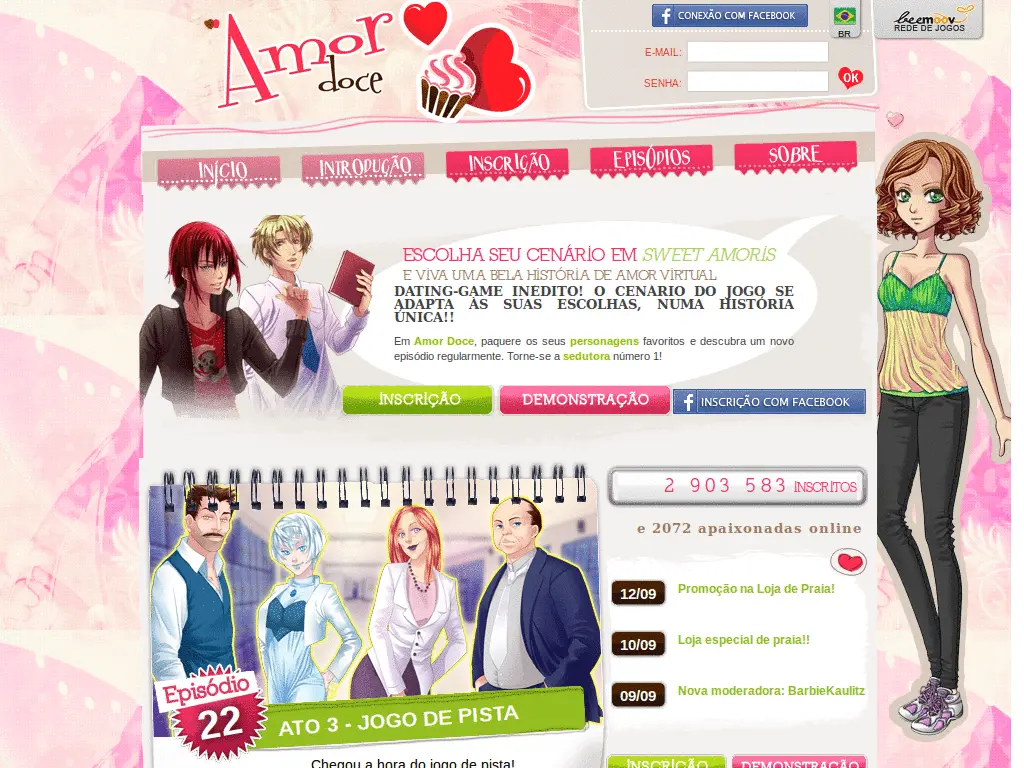 Amor
doce
CONEXÃO COM FACEBOOK
BR
beemoov
REDE DE JOGOS
E-MAIL:
SENHA:
OK
INÍCIO
INTRODUÇÃO
INSCRIÇÃO
EPISÓDIOS
SOBRE
ESCOLHA SEU CENÁRIO EM SWEET AMORIS
E VIVA UMA BELA HISTÓRIA DE AMOR VIRTUAL
DATING-GAME INEDITO! O CENARIO DO JOGO SE
ADAPTA ÀS SUAS ESCOLHAS, NUMA HISTÓRIA
ÚNICA!!
Em Amor Doce, paquere os seus personagens favoritos e descubra um novo
episódio regularmente. Torne-se a sedutora número 1!
INSCRIÇÃO
DEMONSTRAÇÃO
INSCRIÇÃO COM FACEBOOK
2 903 583 INSCRITOS
e 2072 apaixonadas online
12/09 Promoção na Loja de Praia!
10/09 Loja especial de praia!!
09/09 Nova moderadora: BarbieKaulitz
Episódio
22
ATO 3 - JOGO DE PISTA
Chegou a hora do jogo de pista!
INSCRIÇÃO
DEMONSTRAÇÃO